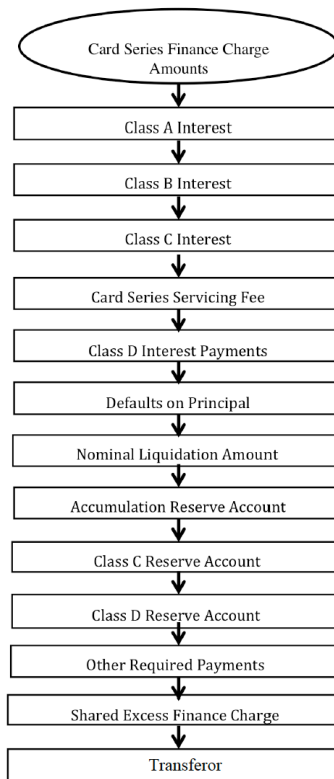 Card Series Finance Charge
Amounts
Class A Interest
Class B Interest
Class C Interest
Card Series Servicing Fee
Class D Interest Payments
Defaults on Principal
Nominal Liquidation Amount
Accumulation Reserve Account
Class C Reserve Account
Class D Reserve Account
Other Required Payments
Shared Excess Finance Charge
Transferor